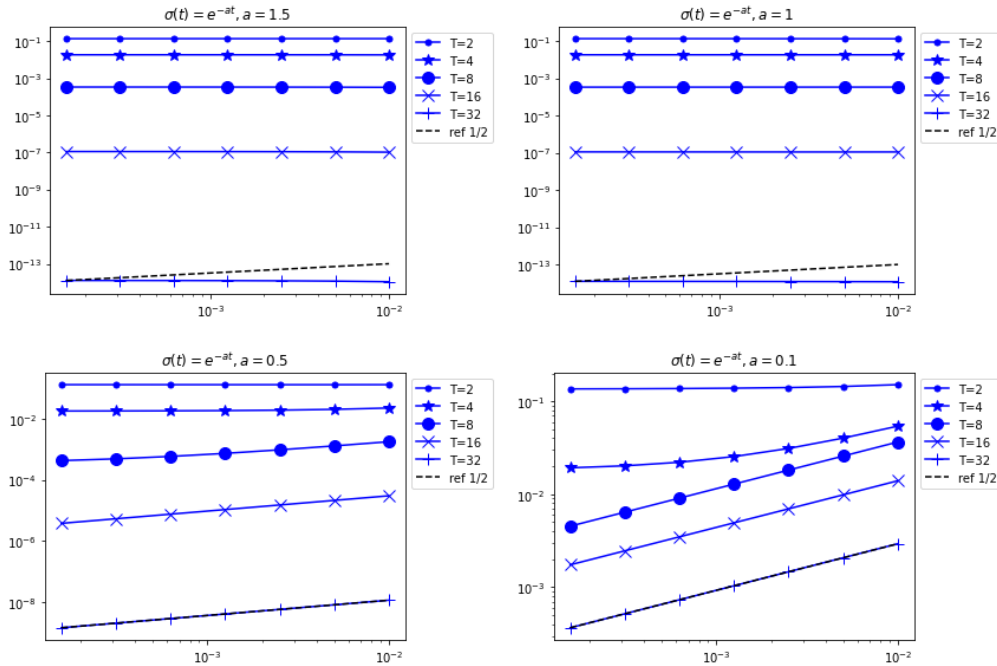 σ(t) = e^{-at}, a = 1.5
10^{-1}
10^{-3}
10^{-5}
10^{-7}
10^{-9}
10^{-11}
10^{-13}
10^{-3}
10^{-2}
T=2
T=4
T=8
T=16
T=32
ref 1/2
σ(t) = e^{-at}, a = 1
10^{-1}
10^{-3}
10^{-5}
10^{-7}
10^{-9}
10^{-11}
10^{-13}
10^{-3}
10^{-2}
T=2
T=4
T=8
T=16
T=32
ref 1/2
σ(t) = e^{-at}, a = 0.5
10^{-2}
10^{-4}
10^{-6}
10^{-8}
10^{-3}
10^{-2}
T=2
T=4
T=8
T=16
T=32
ref 1/2
σ(t) = e^{-at}, a = 0.1
10^{-1}
10^{-2}
10^{-3}
10^{-3}
10^{-2}
T=2
T=4
T=8
T=16
T=32
ref 1/2